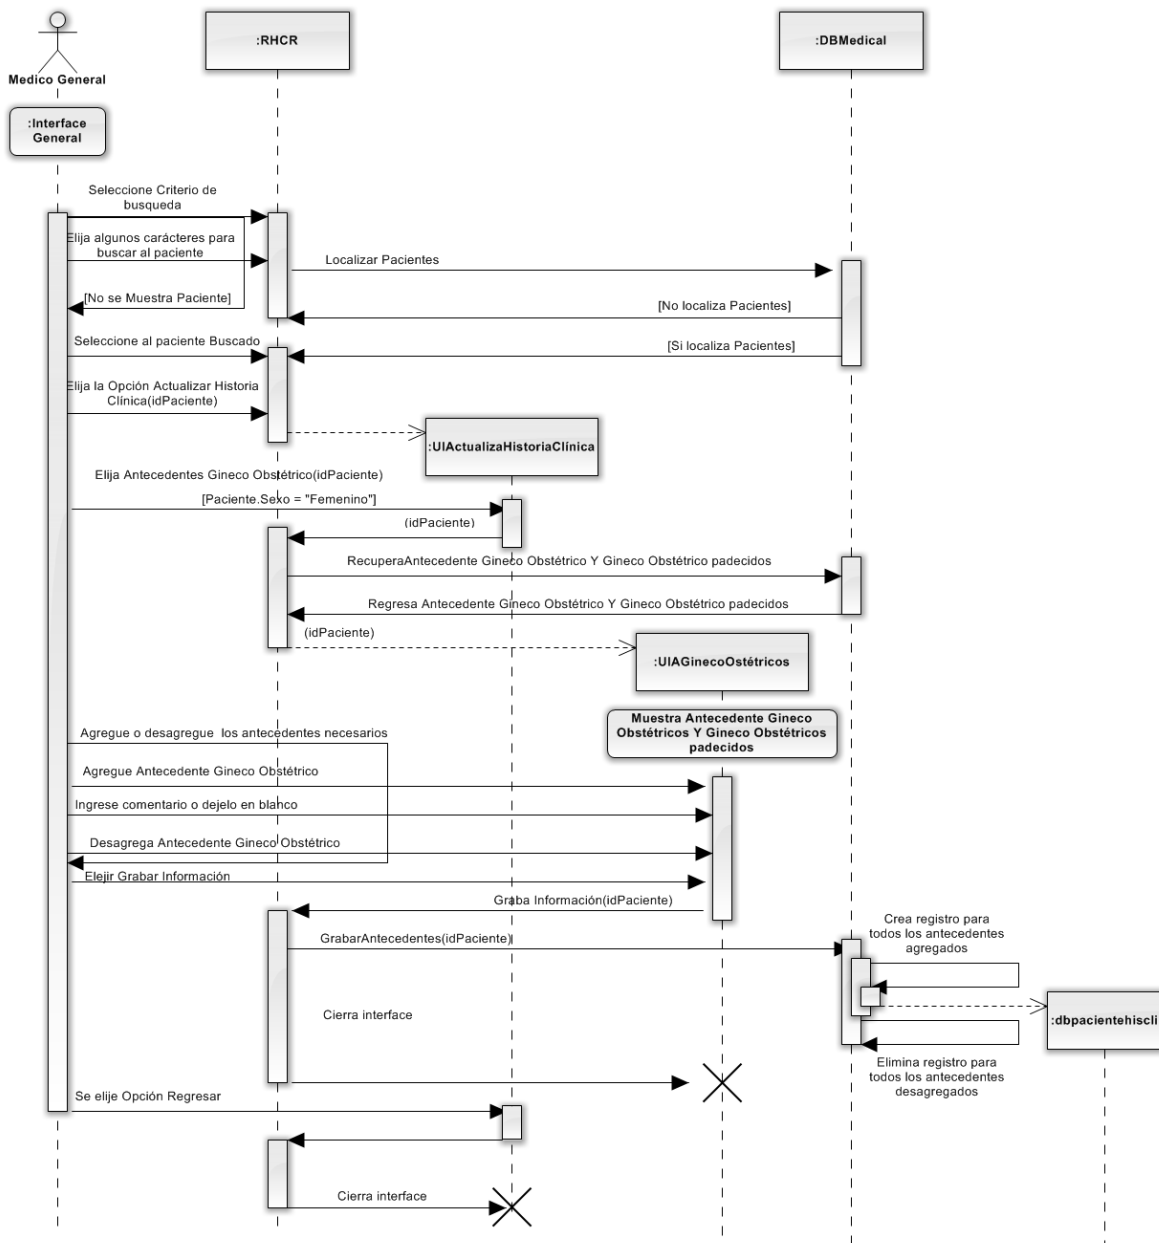 :RHCR
:DBMedical
Medico General
:Interface
General
Seleccione Criterio de
busqueda
Elija algunos carácteres para
buscar al paciente
Localizar Pacientes
[No se Muestra Paciente]
[No localiza Pacientes]
Seleccione al paciente Buscado
[Si localiza Pacientes]
Elija la Opción Actualizar Historia
Clínica(idPaciente)
:UIActualizaHistoriaClínica
Elija Antecedentes Gineco Obstétrico(idPaciente)
[Paciente.Sexo = "Femenino"]
(idPaciente)
RecuperaAntecedente Gineco Obstétrico Y Gineco Obstétrico padecidos
Regresa Antecedente Gineco Obstétrico Y Gineco Obstétrico padecidos
(idPaciente)
:UIAGinecoOstétricos
Muestra Antecedente Gineco
Obstétricos Y Gineco Obstétricos
padecidos
Agregue o desagregue  los antecedentes necesarios
Agregue Antecedente Gineco Obstétrico
Ingrese comentario o dejelo en blanco
Desagrega Antecedente Gineco Obstétrico
Elejir Grabar Información
Graba Información(idPaciente)
Crea registro para
todos los antecedentes
agregados
GrabarAntecedentes(idPaciente)
Cierra interface
:dbpacientehiscli
Elimina registro para
todos los antecedentes
desagregados
Se elije Opción Regresar
Cierra interface